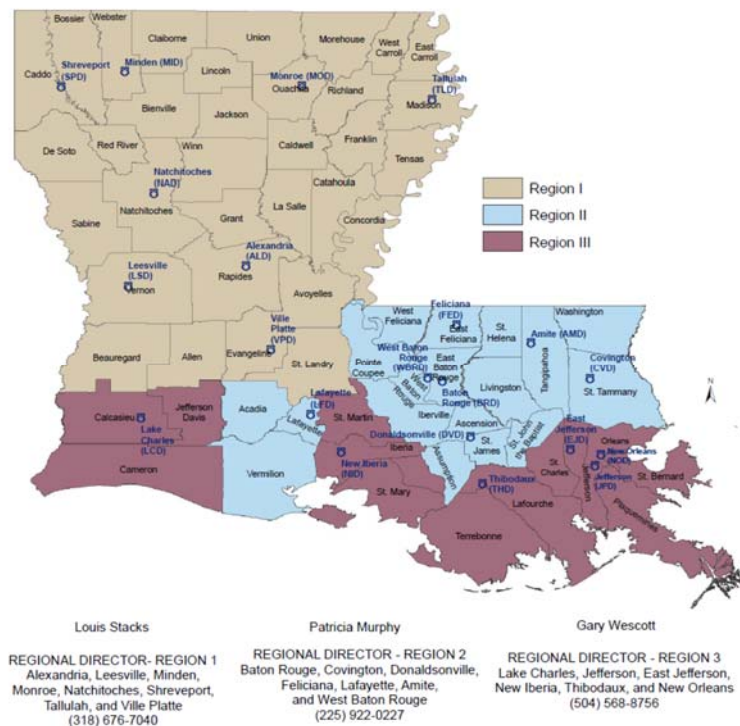 Bossier
Webster
Claiborne
Union
Morehouse
West
Carroll
East
Carroll
Caddo
Shreveport
(SPD)
Minden (MID)
Lincoln
Monroe (MOD)
Ouachita
Richland
Tallulah
(TLD)
Madison
Bienville
Jackson
De Soto
Red River
Winn
Caldwell
Franklin
Tensas
Natchitoches
(NAD)
Natchitoches
Catahoula
La Salle
Sabine
Grant
Concordia
Region I
Region II
Region III
Leesville
(LSD)
Vernon
Alexandria
(ALD)
Rapides
Avoyelles
Ville
Platte
(VPD)
Evangeline
Beauregard
Allen
St. Landry
West
Feliciana
Feliciana
(FED)
East
Feliciana
St.
Helena
Washington
Amite (AMD)
Tangipahoa
Covington
(CVD)
St. Tammany
Pointe
Coupee
West Baton
Rouge
(WBRD)
West
Baton
Rouge
East
Baton
Rouge
Baton
Rouge (BRD)
Livingston
Iberville
Ascension
St.
James
St. John
the Baptist
Donaldsonville (DVD)
Assumption
Calcasieu
Jefferson
Davis
Lake
Charles
(LCD)
Cameron
Acadia
Lafayette
(LFD)
Lafayette
Vermilion
St. Martin
Iberia
New Iberia
(NID)
St. Mary
Thibodaux
(THD)
Lafourche
Terrebonne
East
Jefferson
(EJD)
St.
Charles
Orleans
New Orleans
(NOD)
Jefferson
Jefferson
(JPD)
St. Bernard
Plaquemines
N
Louis Stacks
REGIONAL DIRECTOR- REGION 1
Alexandria, Leesville, Minden,
Monroe, Natchitoches, Shreveport,
Tallulah, and Ville Platte
(318) 676-7040
Patricia Murphy
REGIONAL DIRECTOR - REGION 2
Baton Rouge, Covington, Donaldsonville,
Feliciana, Lafayette, Amite,
and West Baton Rouge
(225) 922-0227
Gary Wescott
REGIONAL DIRECTOR - REGION 3
Lake Charles, Jefferson, East Jefferson,
New Iberia, Thibodaux, and New Orleans
(504) 568-8756